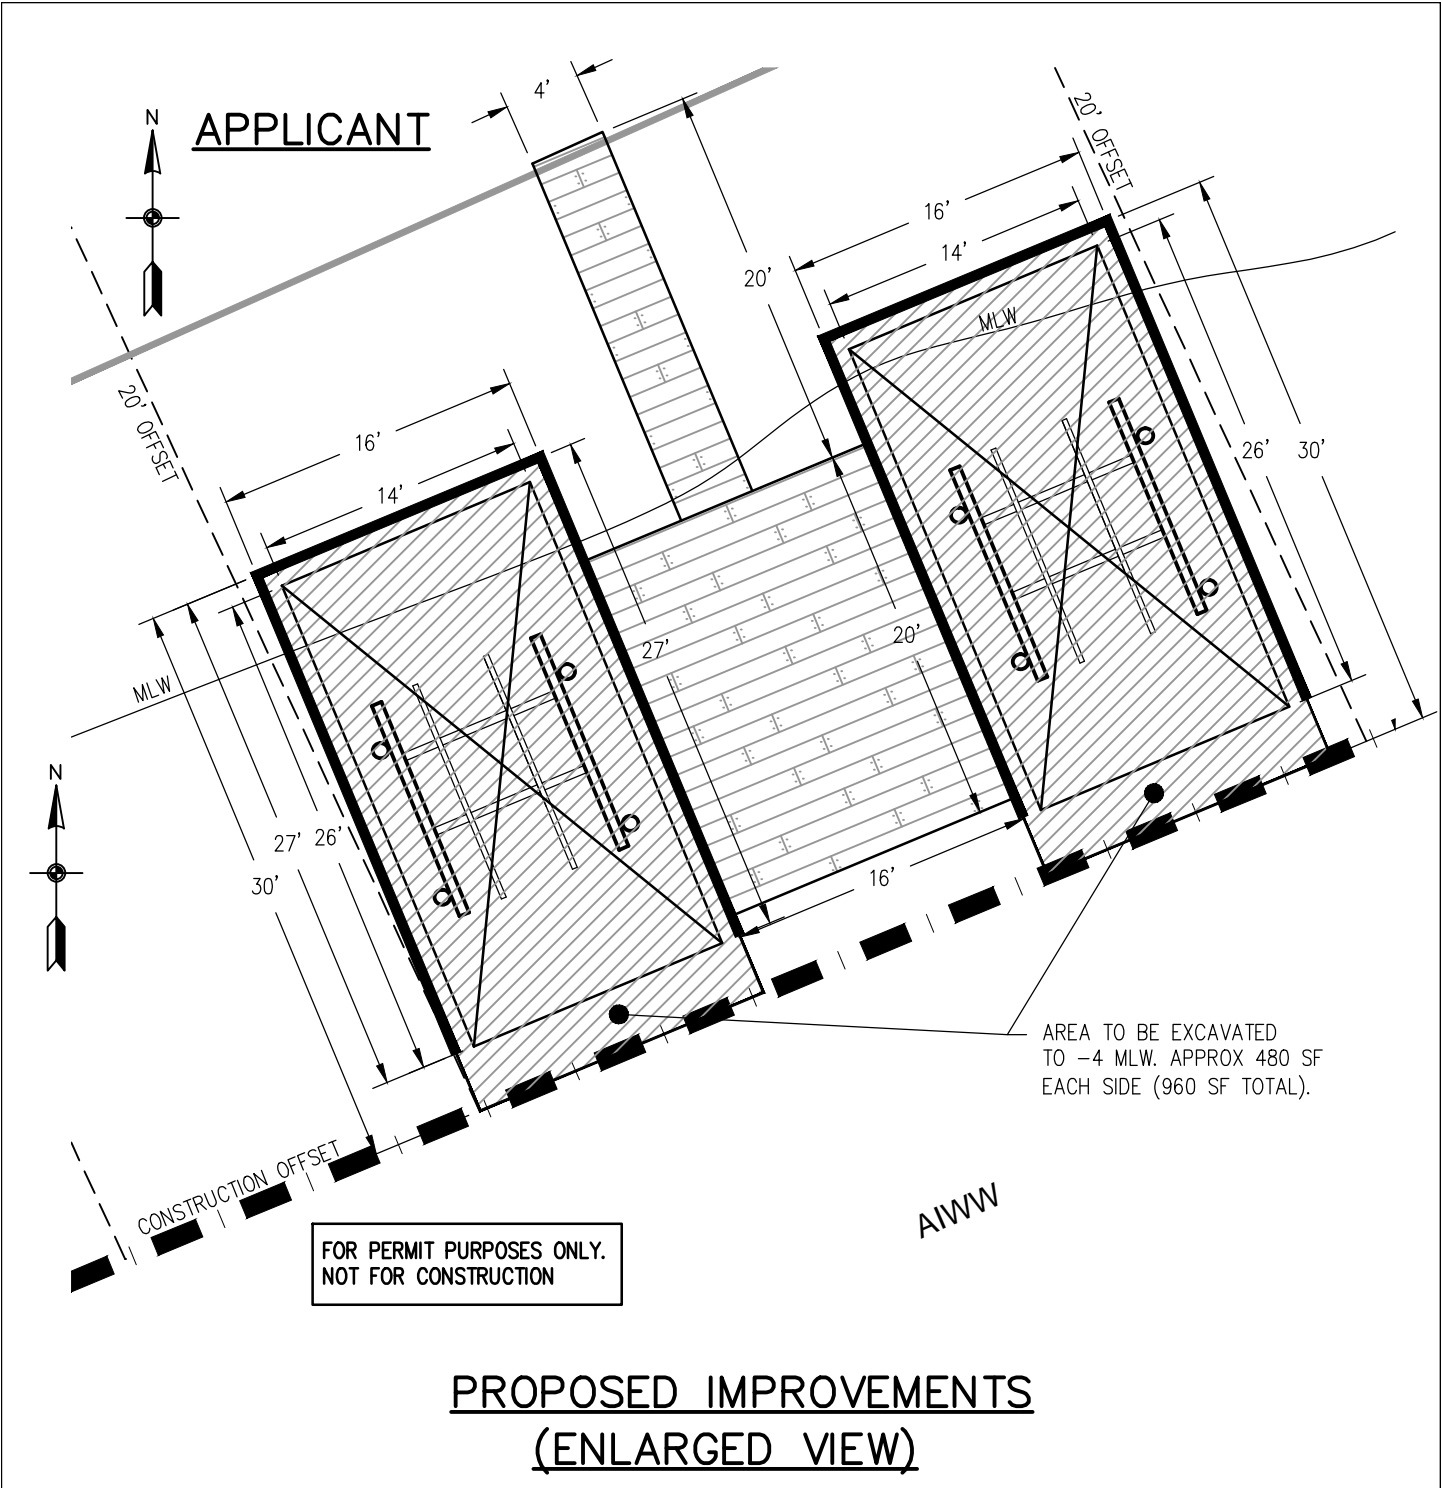 4'
N
APPLICANT
20' OFFSET
16'
14'
20'
MLW
20' OFFSET
16'
14'
26'
30'
27'
20'
MLW
N
27'
26'
30'
16'
AREA TO BE EXCAVATED
TO -4 MLW. APPROX 480 SF
EACH SIDE (960 SF TOTAL).
CONSTRUCTION OFFSET
AIWW
FOR PERMIT PURPOSES ONLY.
NOT FOR CONSTRUCTION
PROPOSED IMPROVEMENTS
(ENLARGED VIEW)